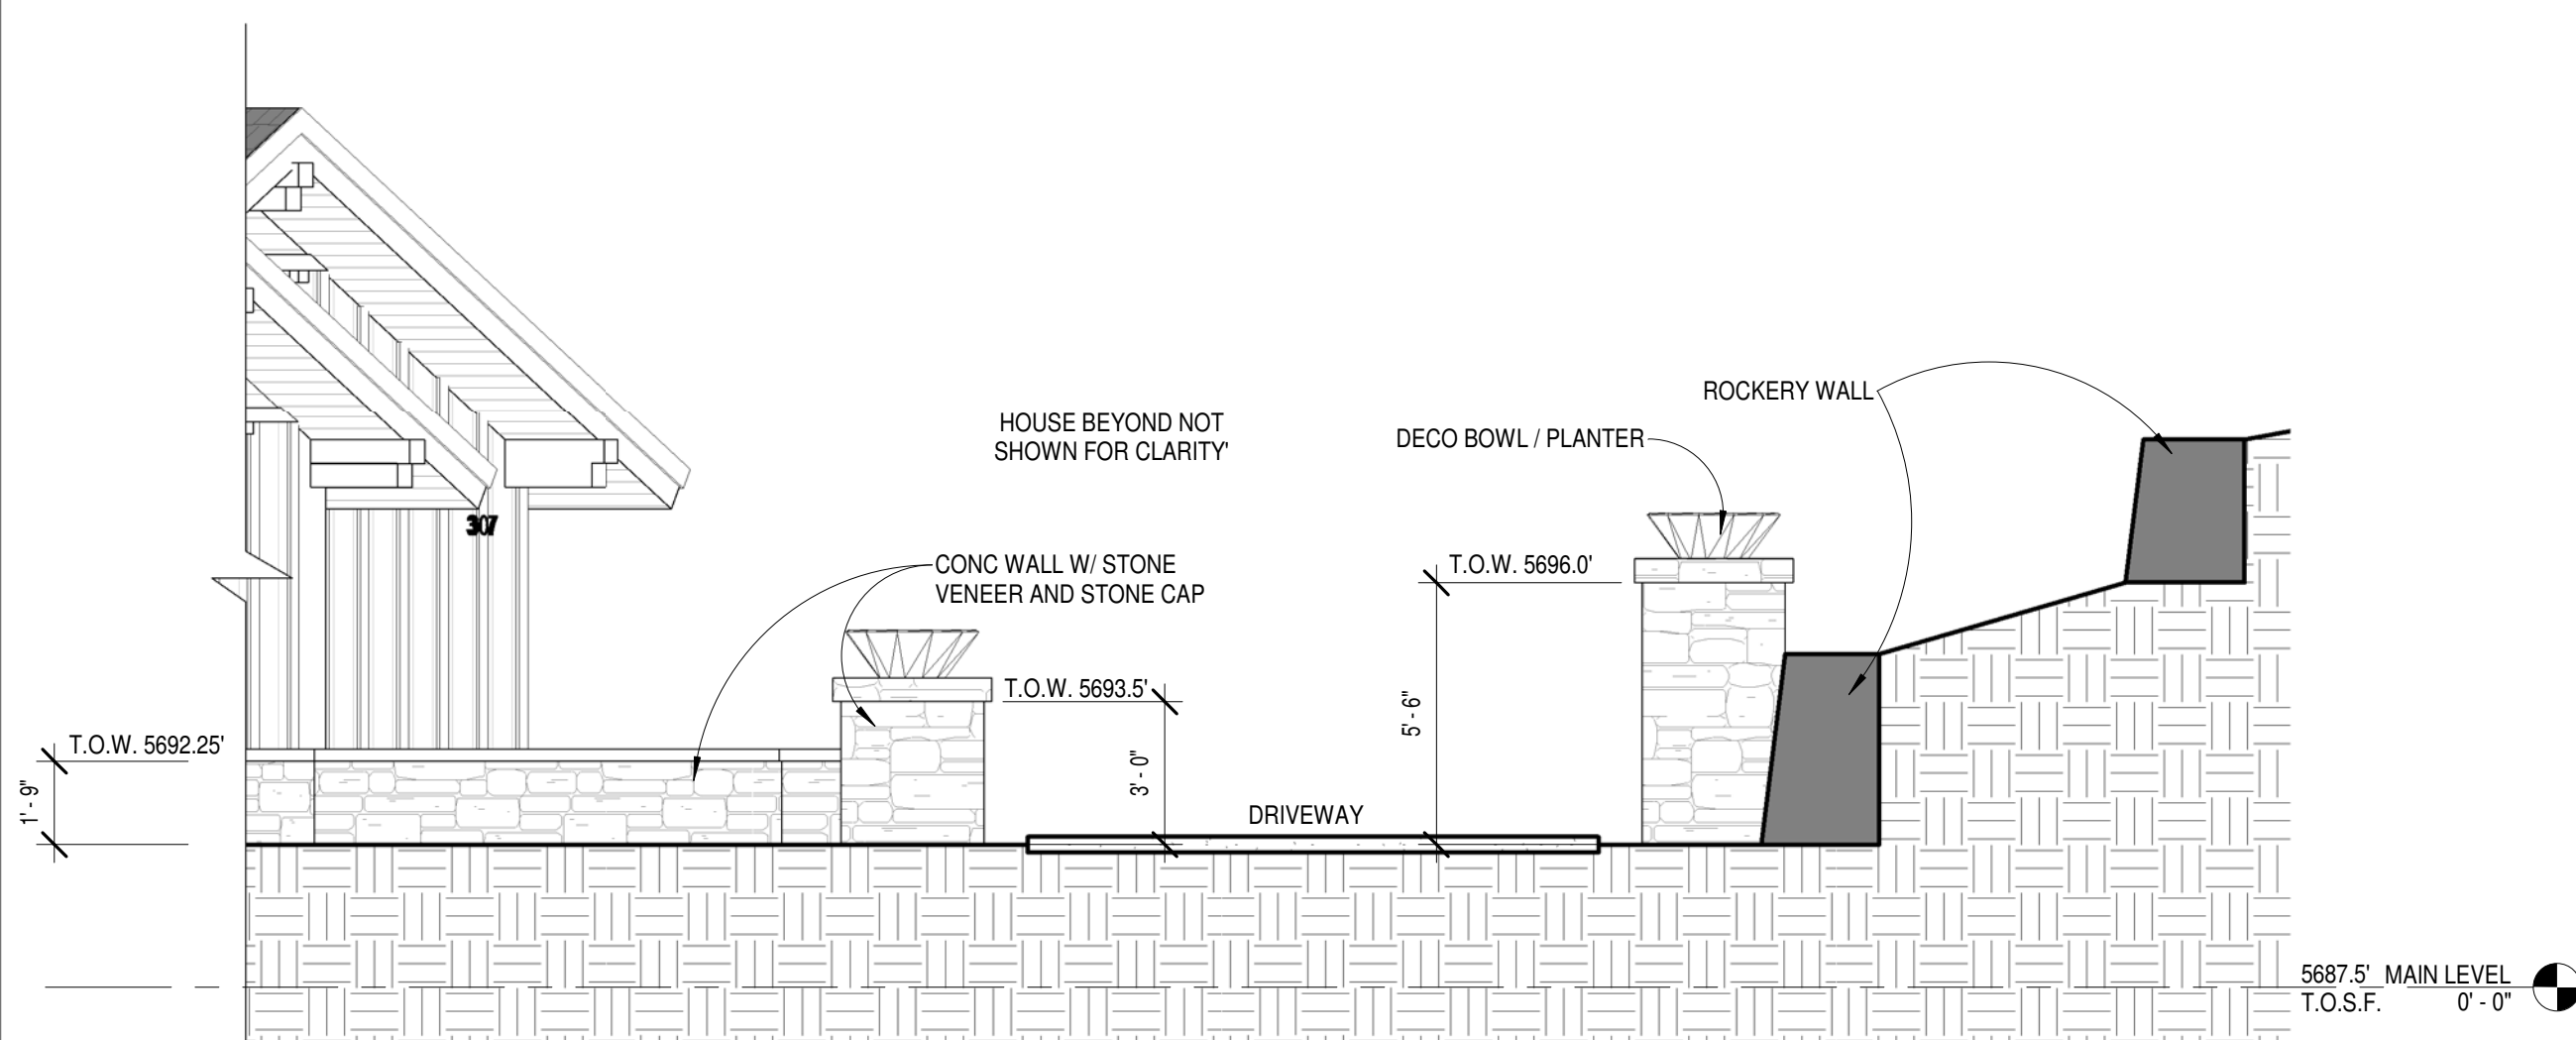 HOUSE BEYOND NOT
SHOWN FOR CLARITY'
ROCKERY WALL
DECO BOWL / PLANTER
307
CONC WALL W/ STONE
VENEER AND STONE CAP
T.O.W. 5696.0'
5' - 6"
T.O.W. 5693.5'
3' - 0"
T.O.W. 5692.25'
1' - 9"
DRIVEWAY
5687.5' MAIN LEVEL
T.O.S.F. 0' - 0"